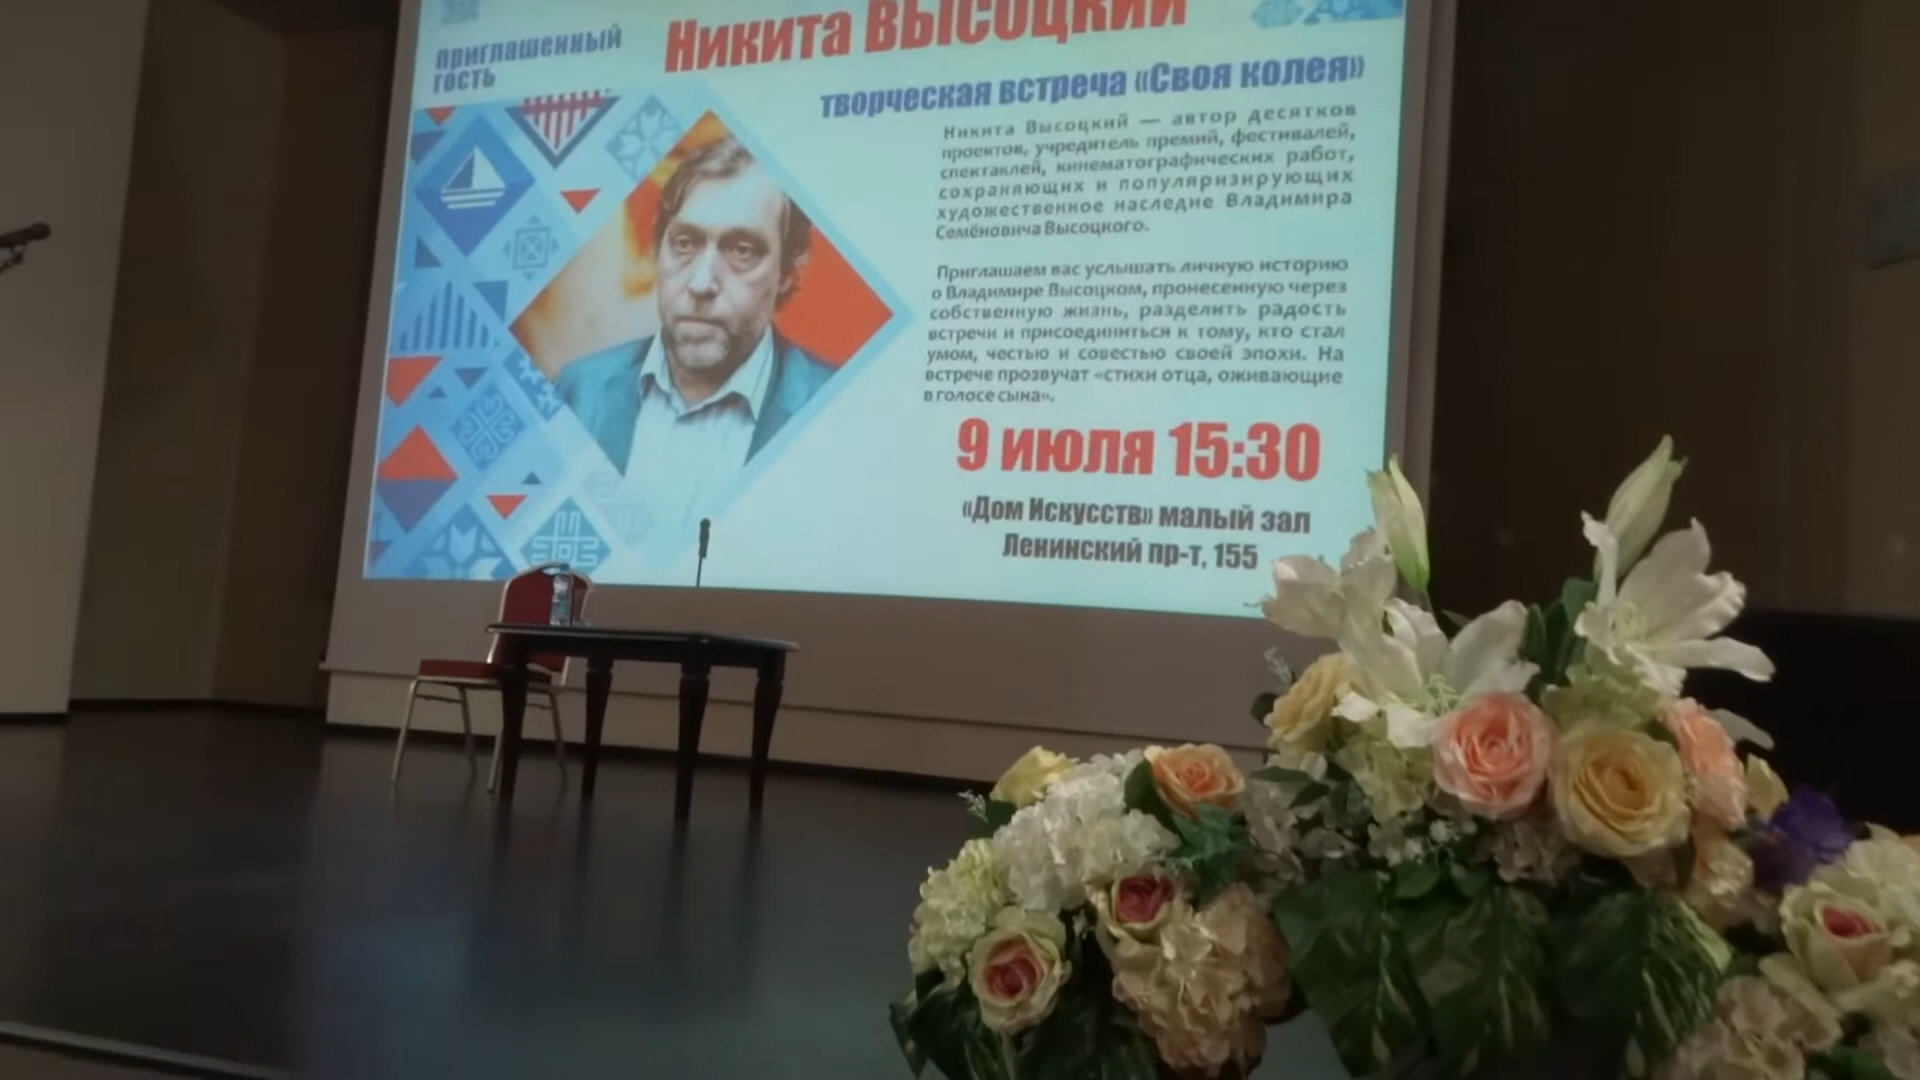 приглашенный
гость
Никита Высоцкий
творческая встреча «Своя колея»
Никита Высоцкий — автор десятков
проектов, учредитель премий, фестивалей,
спектаклей, кинематографических работ,
сохраняющих и популяризирующих
художественное наследие Владимира
Семёновича Высоцкого.
Приглашаем вас услышать личную историю
о Владимире Высоцком, пронесенную через
собственную жизнь, разделить радость
встречи и присоединиться к тому, кто стал
умом, честью и совестью своей эпохи. На
встрече прозвучат «стихи отца, оживающие
в голосе сына».
9 июля 15:30
«Дом Искусств» малый зал
Ленинский пр-т, 155